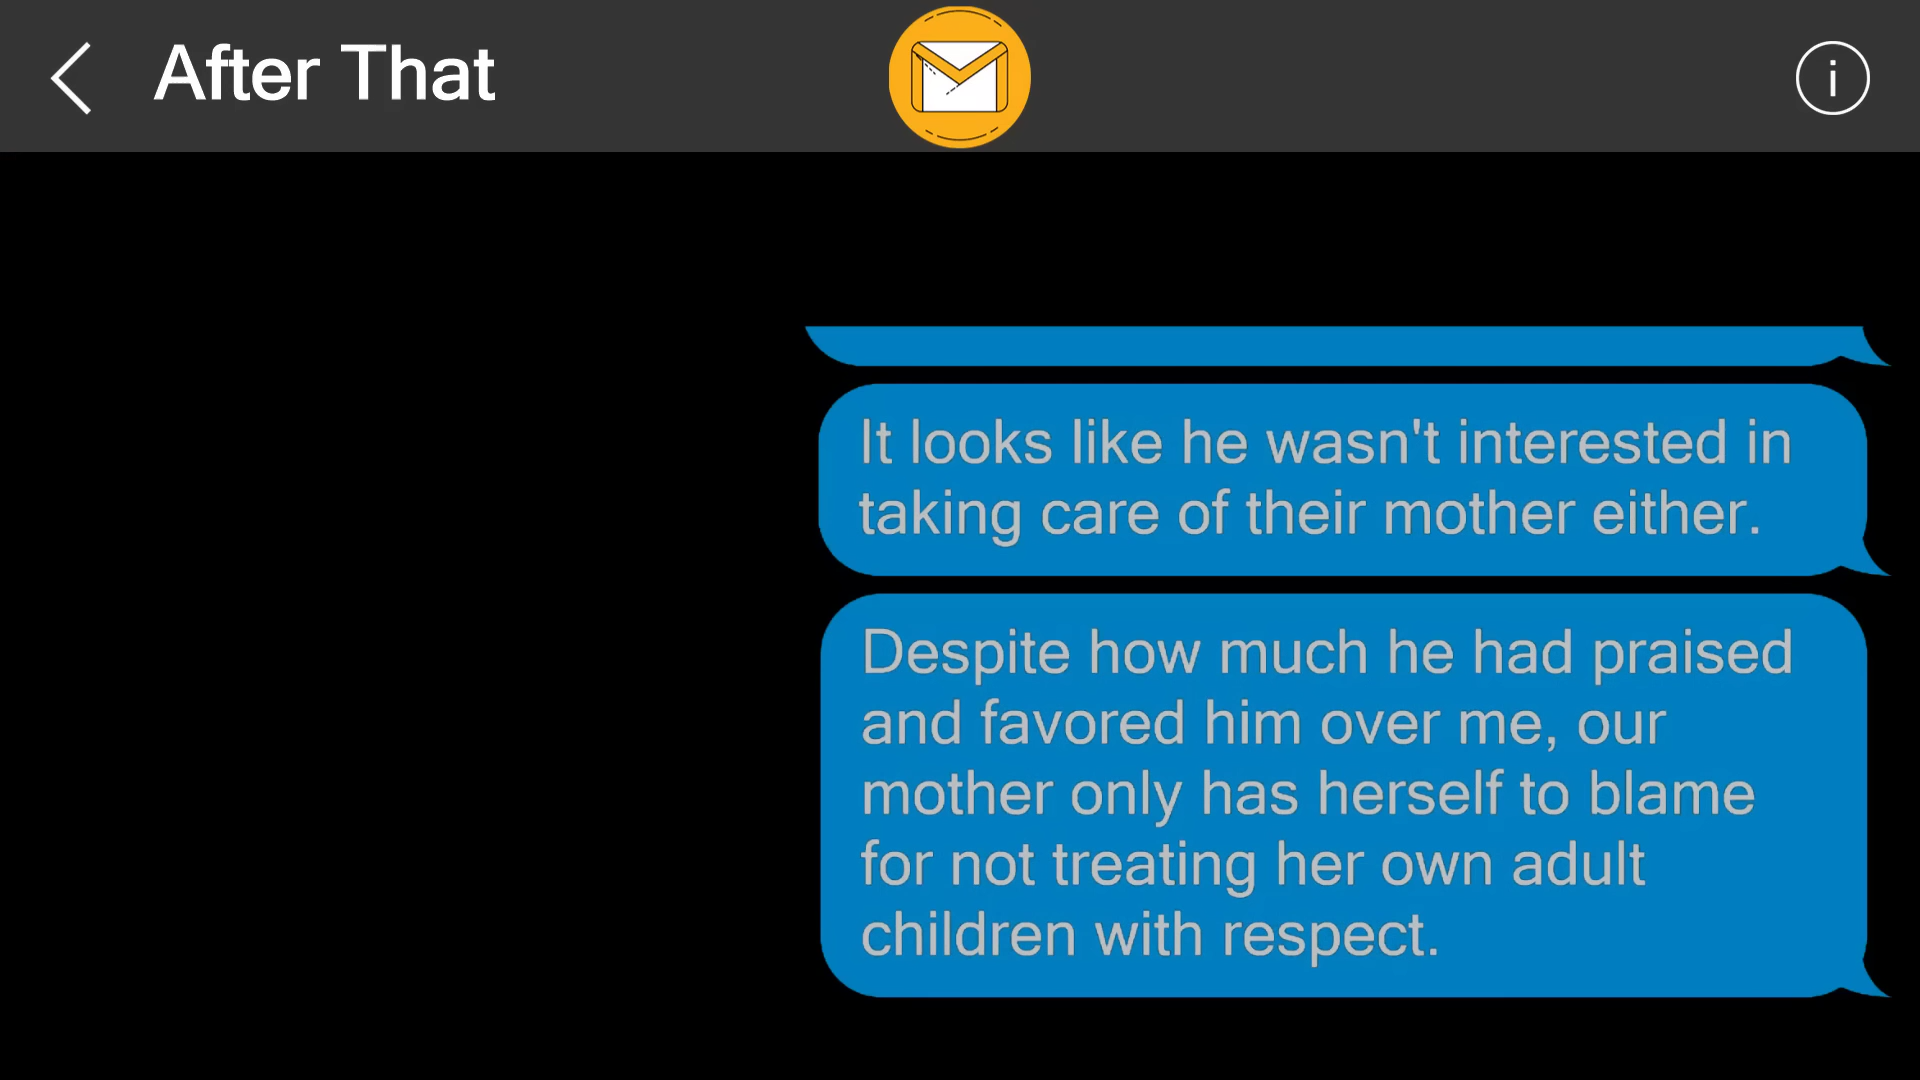 After That
i
It looks like he wasn't interested in
taking care of their mother either.
Despite how much he had praised
and favored him over me, our
mother only has herself to blame
for not treating her own adult
children with respect.